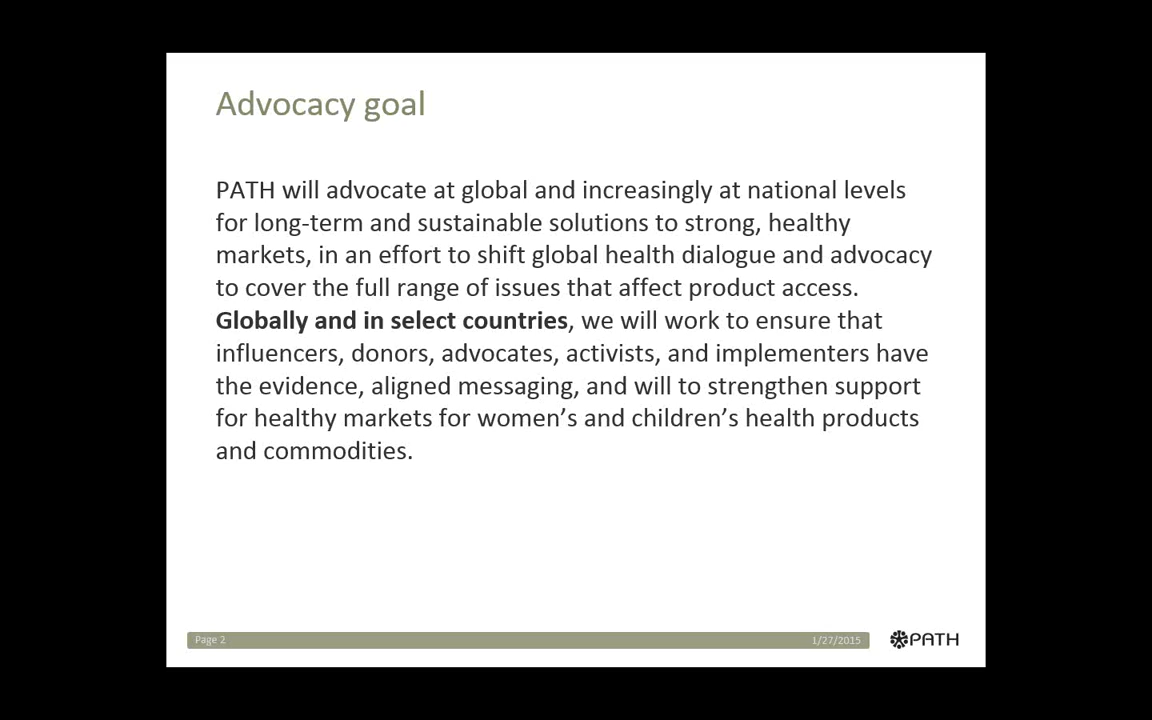 Advocacy goal
PATH will advocate at global and increasingly at national levels
for long-term and sustainable solutions to strong, healthy
markets, in an effort to shift global health dialogue and advocacy
to cover the full range of issues that affect product access.
Globally and in select countries, we will work to ensure that
influencers, donors, advocates, activists, and implementers have
the evidence, aligned messaging, and will to strengthen support
for healthy markets for women’s and children’s health products
and commodities.
Page 2
1/27/2015
PATH